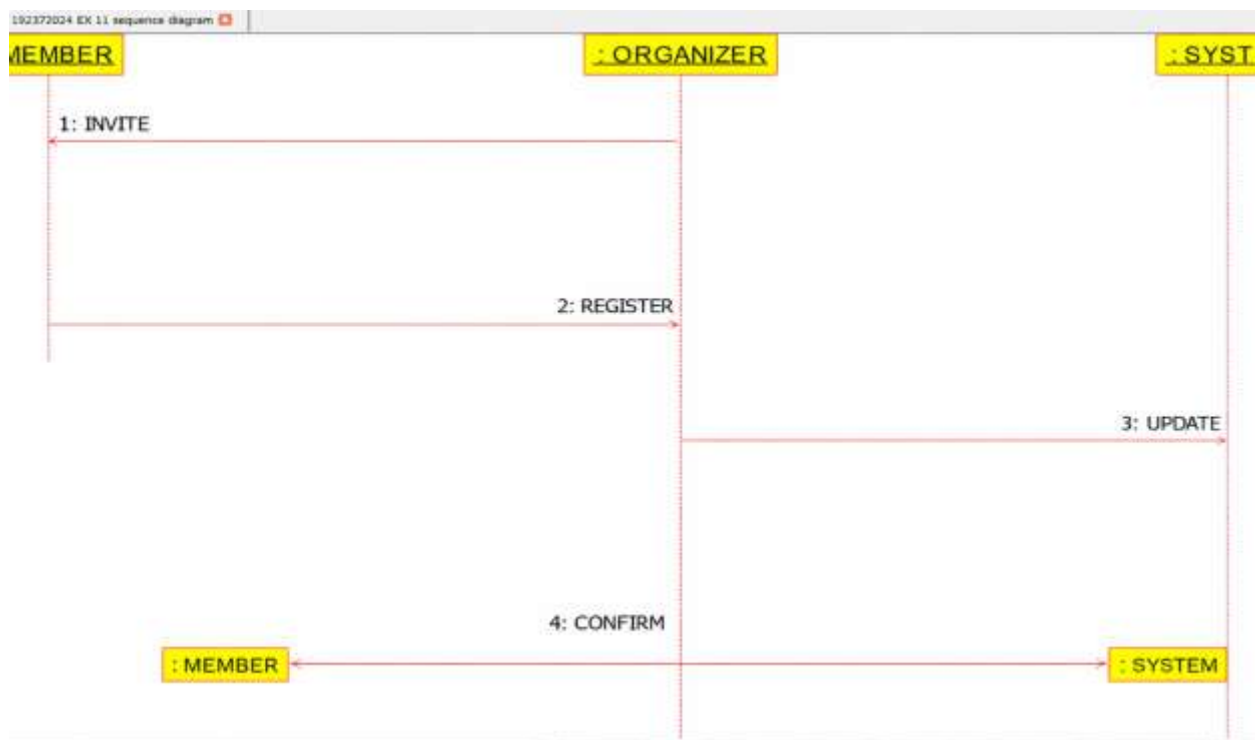 192372024 EX 11 sequence diagram
MEMBER
: ORGANIZER
: SYST
1: INVITE
2: REGISTER
3: UPDATE
4: CONFIRM
: MEMBER
: SYSTEM